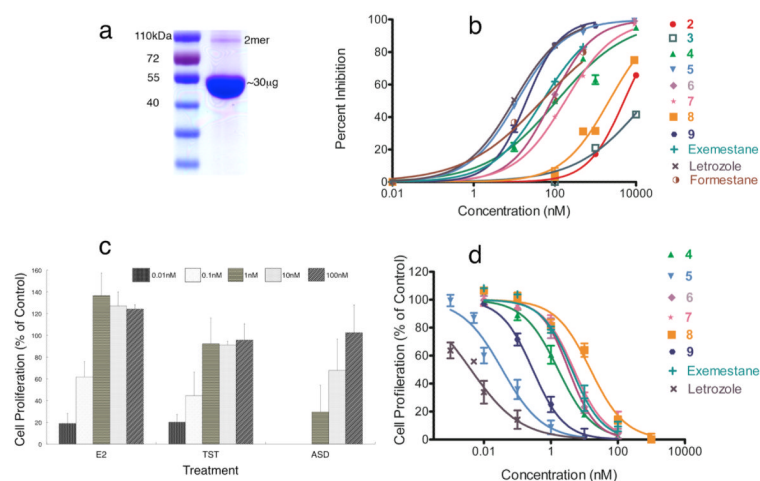 a
110kDa
72
55
40
2mer
~30µg
b
Percent Inhibition
100
80
60
40
20
0
0.01
1
100
10000
Concentration (nM)
2
3
4
5
6
7
8
9
Exemestane
Letrozole
Formestane
c
Cell Proliferation (% of Control)
160
140
120
100
80
60
40
20
0
0.01nM
0.1nM
1nM
10nM
100nM
E2
TST
ASD
Treatment
d
Cell Profileration (% of Control)
120
100
80
60
40
20
0
0.01
1
100
10000
Concentration (nM)
4
5
6
7
8
9
Exemestane
Letrozole